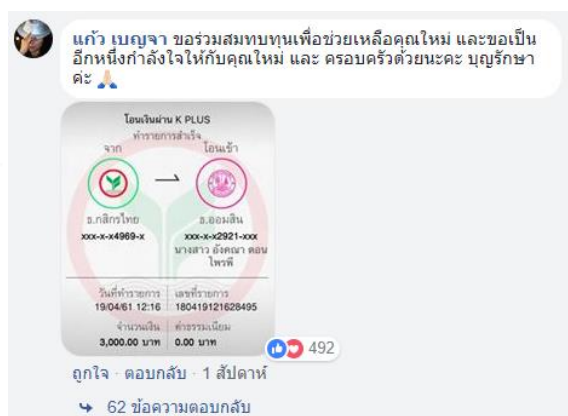 แก้ว เบญจา ขอร่วมสมทบทุนเพื่อช่วยเหลือคุณใหม่ และขอเป็น
อีกหนึ่งกำลังใจให้กับคุณใหม่ และ ครอบครัวด้วยนะคะ บุญรักษา
ค่ะ 🙏🏻
โอนเงินผ่าน K PLUS
ทำรายการสำเร็จ
จาก โอนเข้า
ธ.กสิกรไทย ธ.ออมสิน
xxx-x-x4969-x xxx-x-x2921-xxx
นางสาว อังคณา ดอน
ไพรพี
วันที่ทำรายการ เลขที่รายการ
19/04/61 12:16 180419121628495
จำนวนเงิน ค่าธรรมเนียม
3,000.00 บาท 0.00 บาท
492
ถูกใจ · ตอบกลับ · 1 สัปดาห์
62 ข้อความตอบกลับ